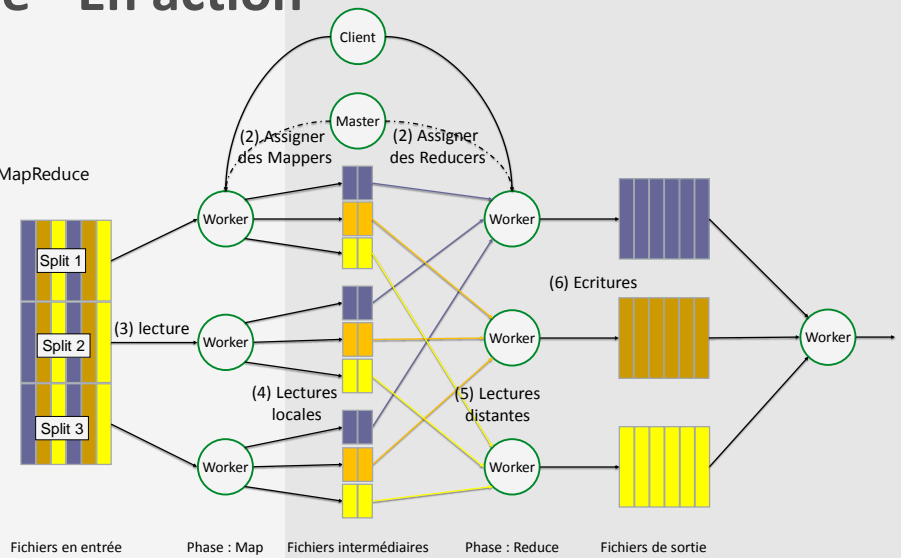 En action
Client
Master
(2) Assigner
des Mappers
(2) Assigner
des Reducers
MapReduce
Worker
Worker
Split 1
(6) Ecritures
(3) lecture
Split 2
Worker
Worker
Worker
(4) Lectures
locales
(5) Lectures
distantes
Split 3
Worker
Worker
Fichiers en entrée
Phase : Map
Fichiers intermédiaires
Phase : Reduce
Fichiers de sortie